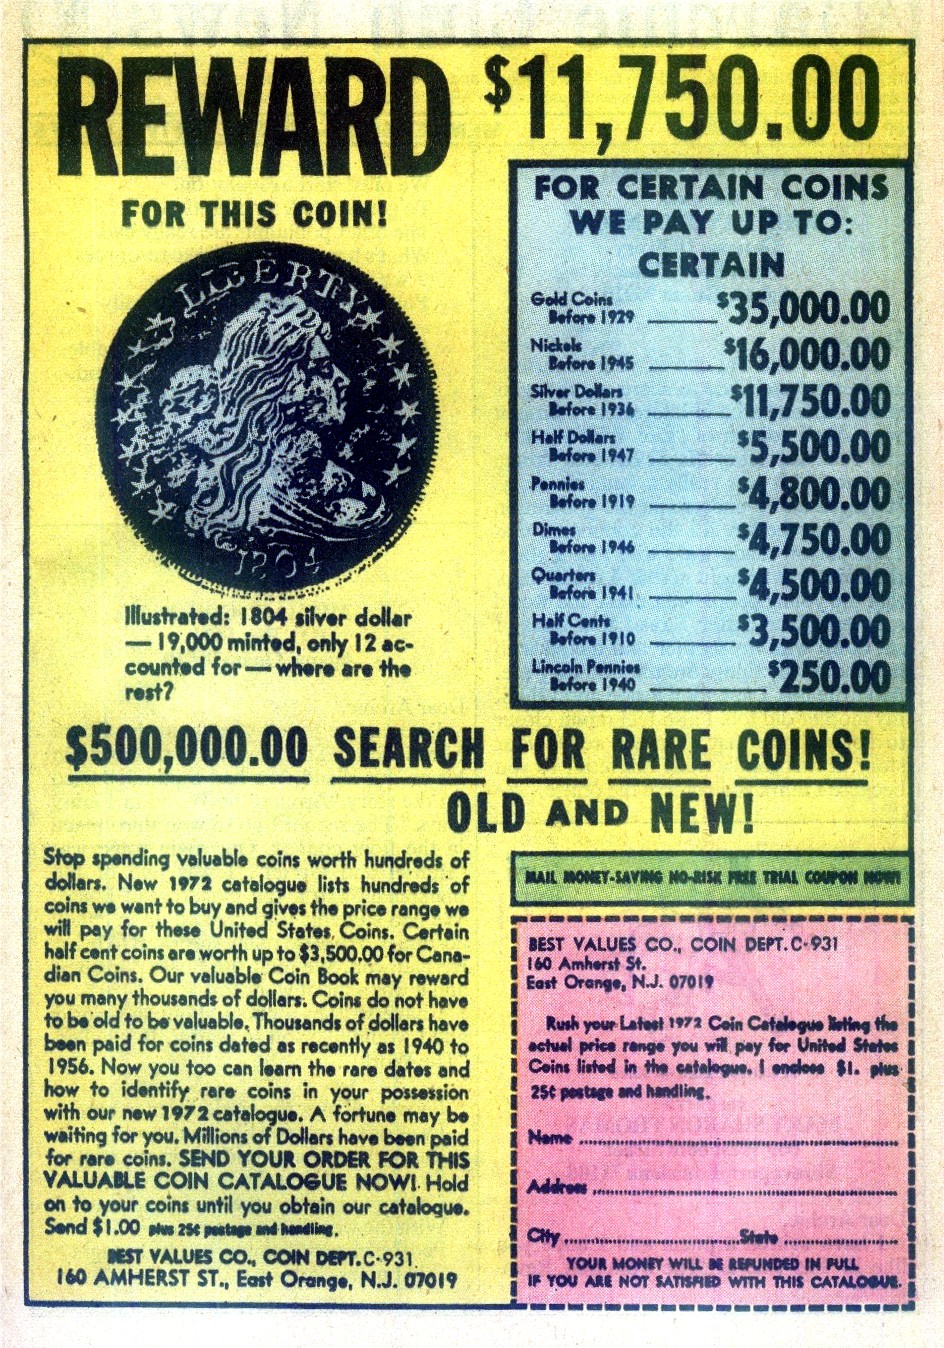 REWARD $11,750.00
FOR THIS COIN!
LIBERTY
1804
Illustrated: 1804 silver dollar
— 19,000 minted, only 12 ac-
counted for — where are the
rest?
FOR CERTAIN COINS
WE PAY UP TO:
CERTAIN
Gold Coins
Before 1929 $35,000.00
Nickels
Before 1945 $16,000.00
Silver Dollars
Before 1936 $11,750.00
Half Dollars
Before 1947 $5,500.00
Pennies
Before 1919 $4,800.00
Dimes
Before 1946 $4,750.00
Quarters
Before 1941 $4,500.00
Half Cents
Before 1910 $3,500.00
Lincoln Pennies
Before 1940 $250.00
$500,000.00 SEARCH FOR RARE COINS!
OLD AND NEW!
Stop spending valuable coins worth hundreds of
dollars. New 1972 catalogue lists hundreds of
coins we want to buy and gives the price range we
will pay for these United States Coins. Certain
half cent coins are worth up to $3,500.00 for Cana-
dian Coins. Our valuable Coin Book may reward
you many thousands of dollars. Coins do not have
to be old to be valuable. Thousands of dollars have
been paid for coins dated as recently as 1940 to
1956. Now you too can learn the rare dates and
how to identify rare coins in your possession
with our new 1972 catalogue. A fortune may be
waiting for you. Millions of Dollars have been paid
for rare coins. SEND YOUR ORDER FOR THIS
VALUABLE COIN CATALOGUE NOW! Hold
on to your coins until you obtain our catalogue.
Send $1.00 plus 25¢ postage and handling.
BEST VALUES CO., COIN DEPT. C-931
160 AMHERST ST., East Orange, N.J. 07019
MAIL MONEY-SAVING NO-RISK FREE TRIAL COUPON NOW!
BEST VALUES CO., COIN DEPT. C-931
160 Amherst St.
East Orange, N.J. 07019
Rush your Latest 1972 Coin Catalogue listing the
actual price range you will pay for United States
Coins listed in the catalogue. I enclose $1. plus
25¢ postage and handling.
Name
Address
City State
YOUR MONEY WILL BE REFUNDED IN FULL
IF YOU ARE NOT SATISFIED WITH THIS CATALOGUE.